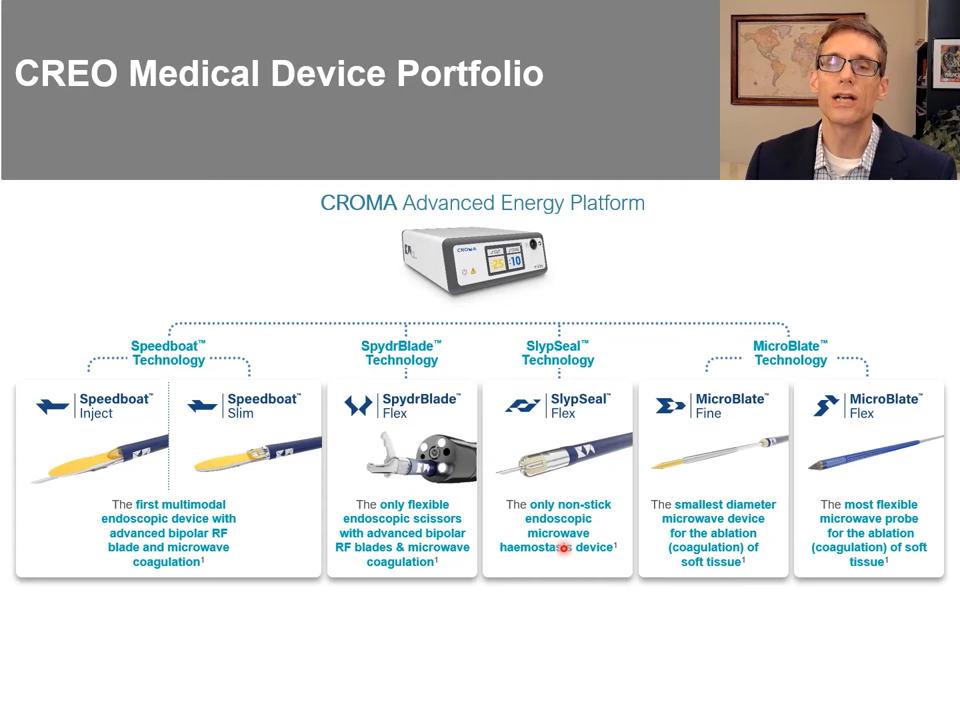 CREO Medical Device Portfolio
CROMA Advanced Energy Platform
CROMA
25
10
Speedboat™
Technology
SpydrBlade™
Technology
SlypSeal™
Technology
MicroBlate™
Technology
Speedboat™
Inject
Speedboat™
Slim
SpydrBlade™
Flex
SlypSeal™
Flex
MicroBlate™
Fine
MicroBlate™
Flex
The first multimodal
endoscopic device with
advanced bipolar RF
blade and microwave
coagulation¹
The only flexible
endoscopic scissors
with advanced bipolar
RF blades & microwave
coagulation¹
The only non-stick
endoscopic
microwave
haemostasis device¹
The smallest diameter
microwave device
for the ablation
(coagulation) of
soft tissue¹
The most flexible
microwave probe
for the ablation
(coagulation) of soft
tissue¹